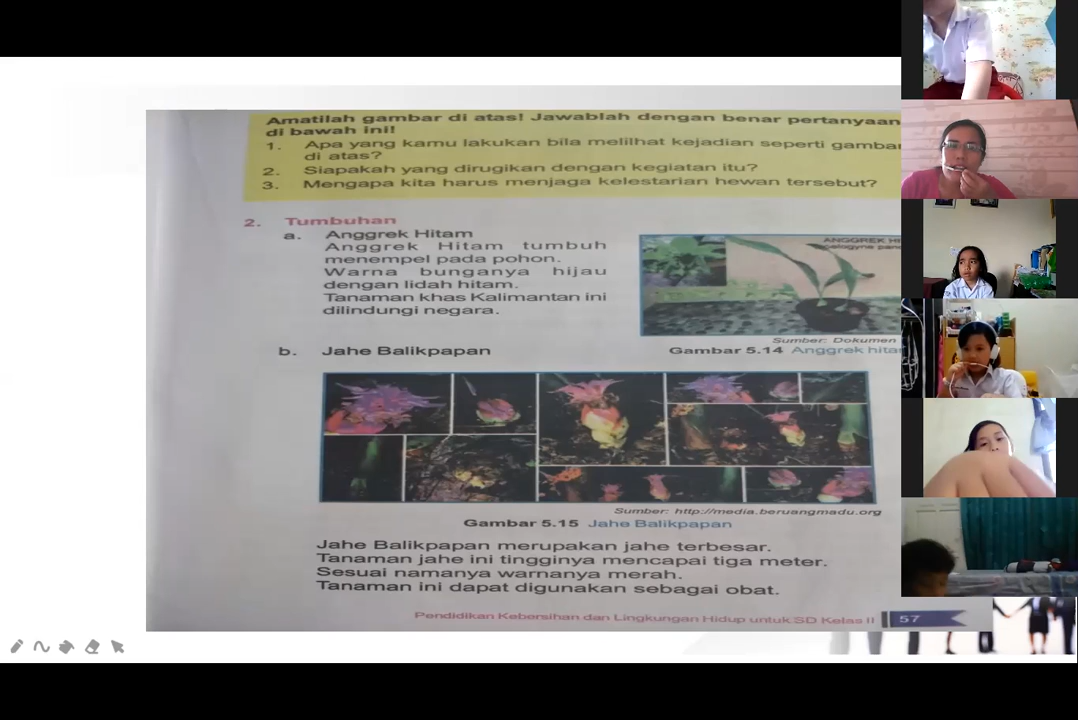 Amatilah gambar di atas! Jawablah dengan benar pertanyaan
di bawah ini!
1. Apa yang kamu lakukan bila melilhat kejadian seperti gambar
di atas?
2. Siapakah yang dirugikan dengan kegiatan itu?
3. Mengapa kita harus menjaga kelestarian hewan tersebut?
2. Tumbuhan
a. Anggrek Hitam
Anggrek Hitam tumbuh
menempel pada pohon.
Warna bunganya hijau
dengan lidah hitam.
Tanaman khas Kalimantan ini
dilindungi negara.
ANGGREK
Sumber: Dokumen
Gambar 5.14 Anggrek
b. Jahe Balikpapan
Sumber: http://media.beruangmadu.org
Gambar 5.15 Jahe Balikpapan
Jahe Balikpapan merupakan jahe terbesar.
Tanaman jahe ini tingginya mencapai tiga meter.
Sesuai namanya warnanya merah.
Tanaman ini dapat digunakan sebagai obat.
Pendidikan Kebersihan dan Lingkungan Hidup untuk SD Kelas II 57